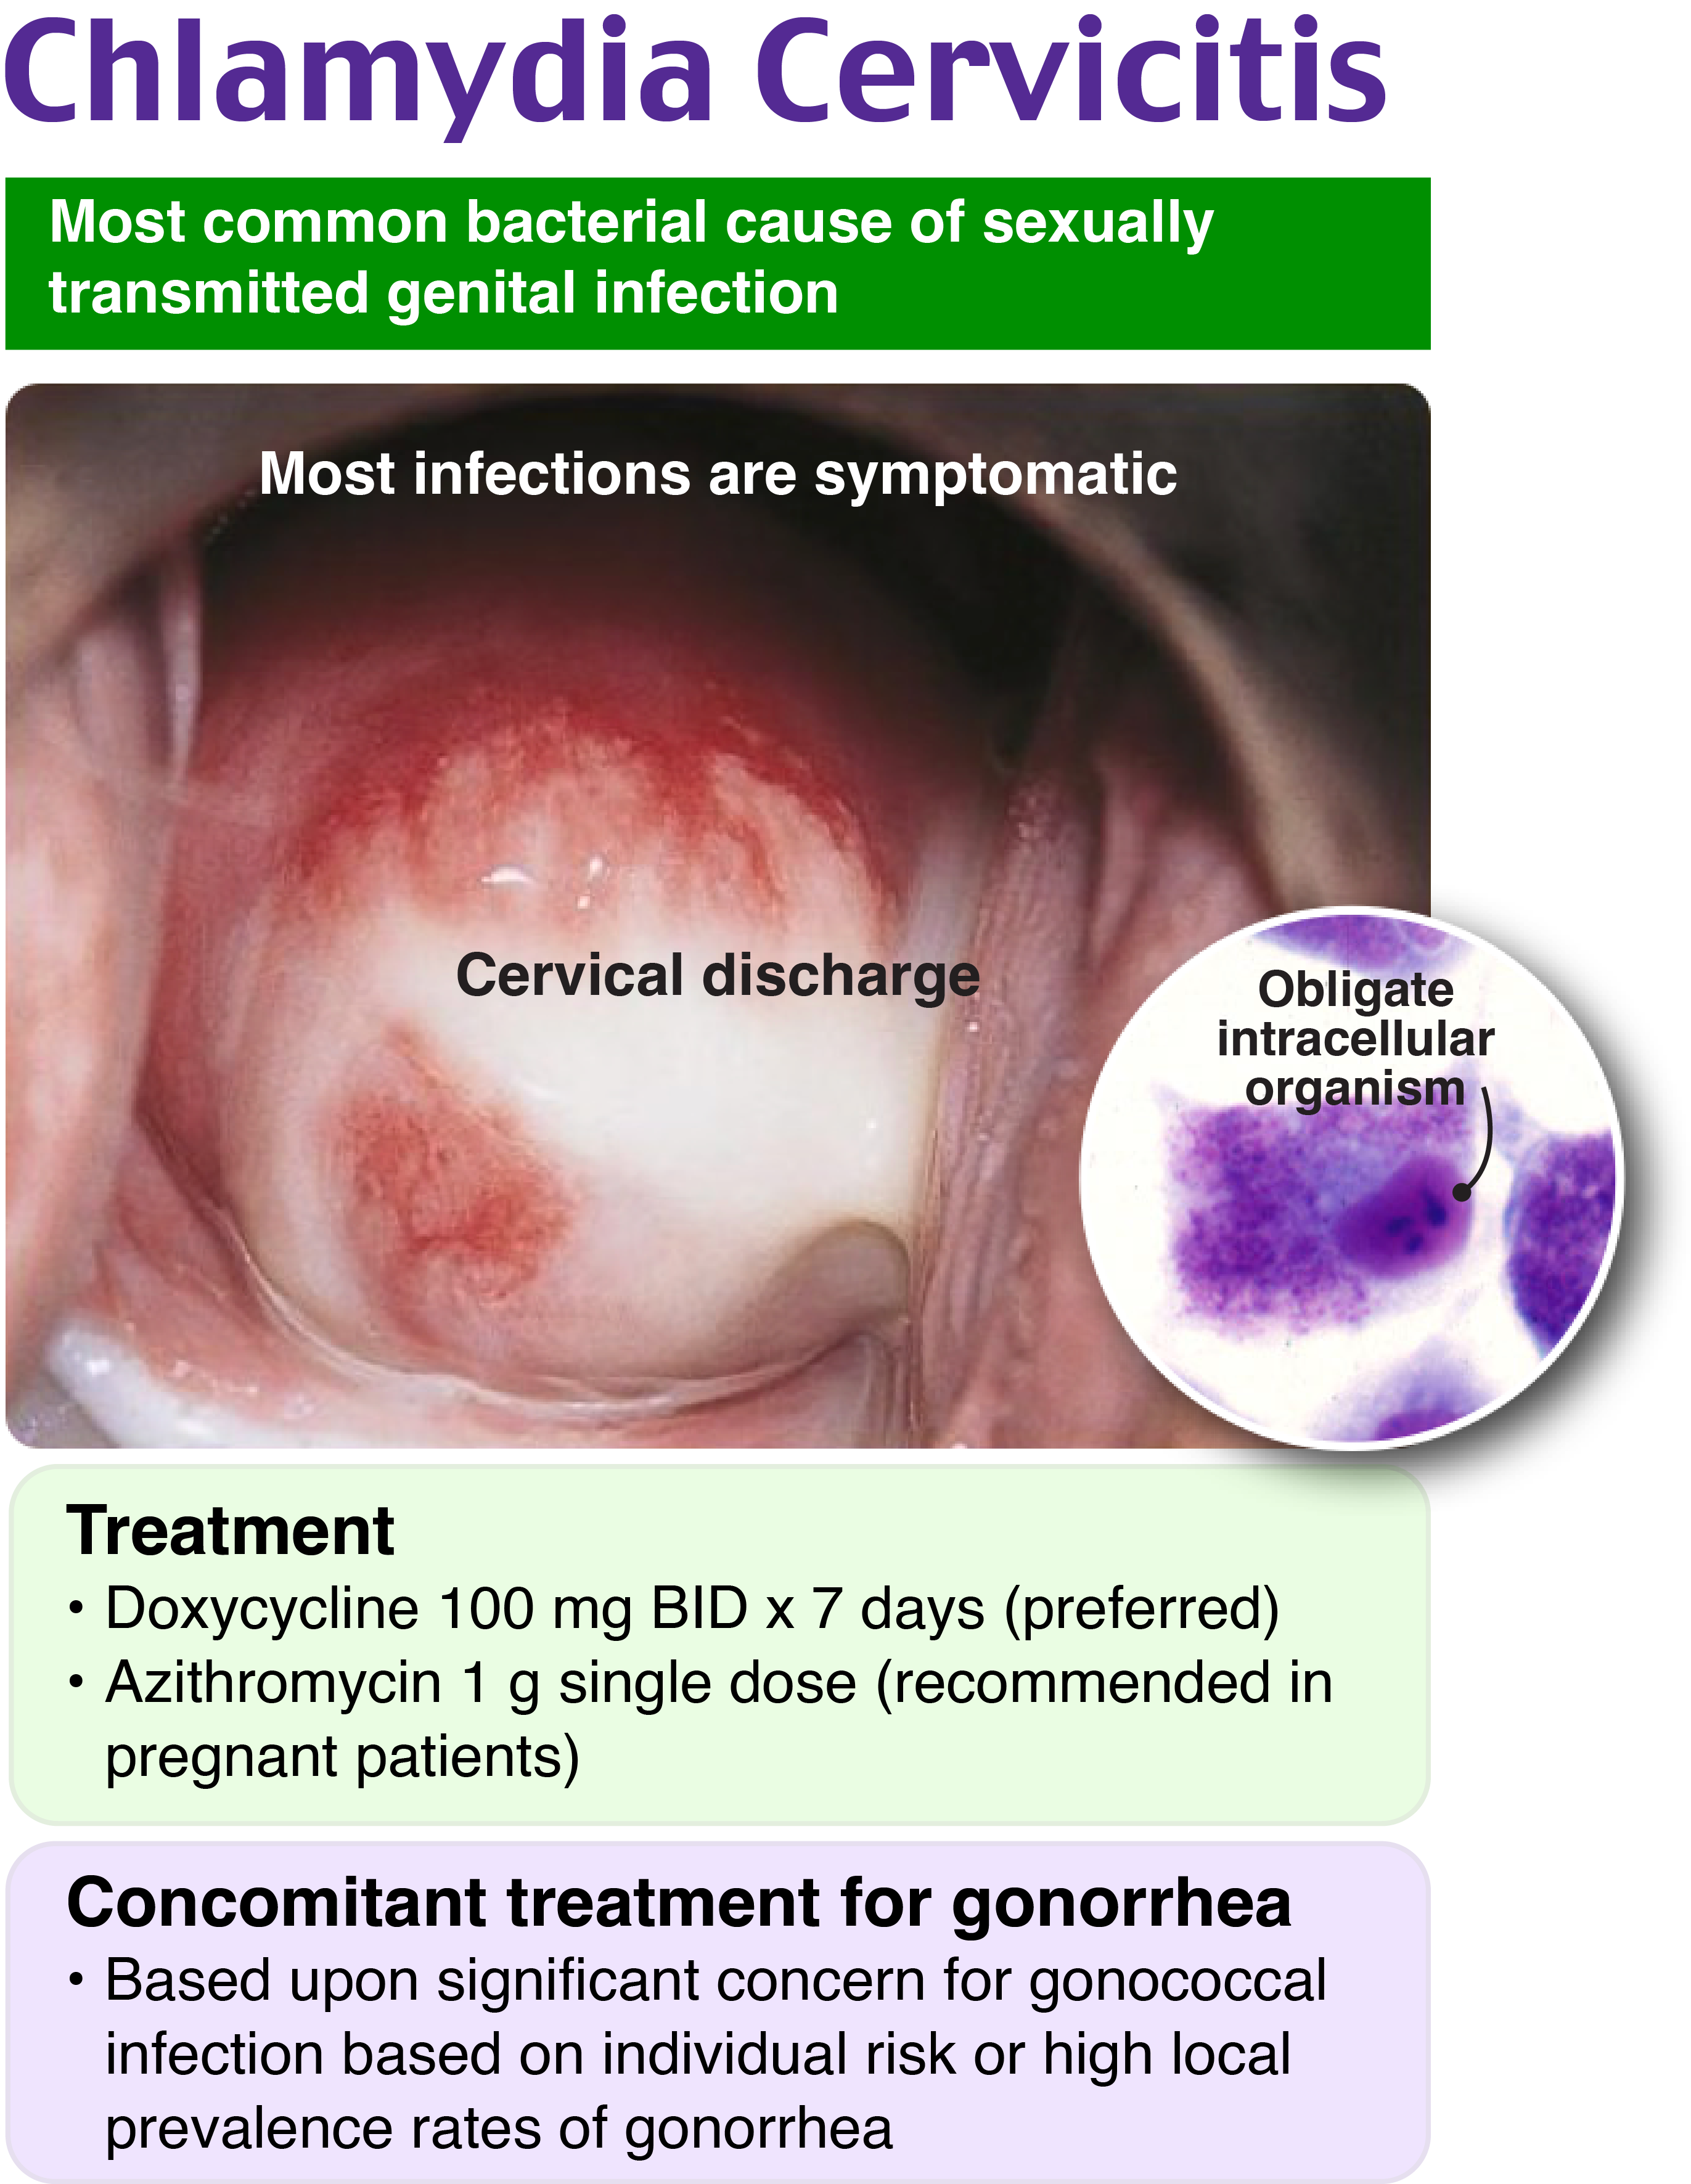 Chlamydia Cervicitis
Most common bacterial cause of sexually
transmitted genital infection
Most infections are symptomatic
Cervical discharge
Obligate
intracellular
organism
Treatment
• Doxycycline 100 mg BID x 7 days (preferred)
• Azithromycin 1 g single dose (recommended in
pregnant patients)
Concomitant treatment for gonorrhea
• Based upon significant concern for gonococcal
infection based on individual risk or high local
prevalence rates of gonorrhea